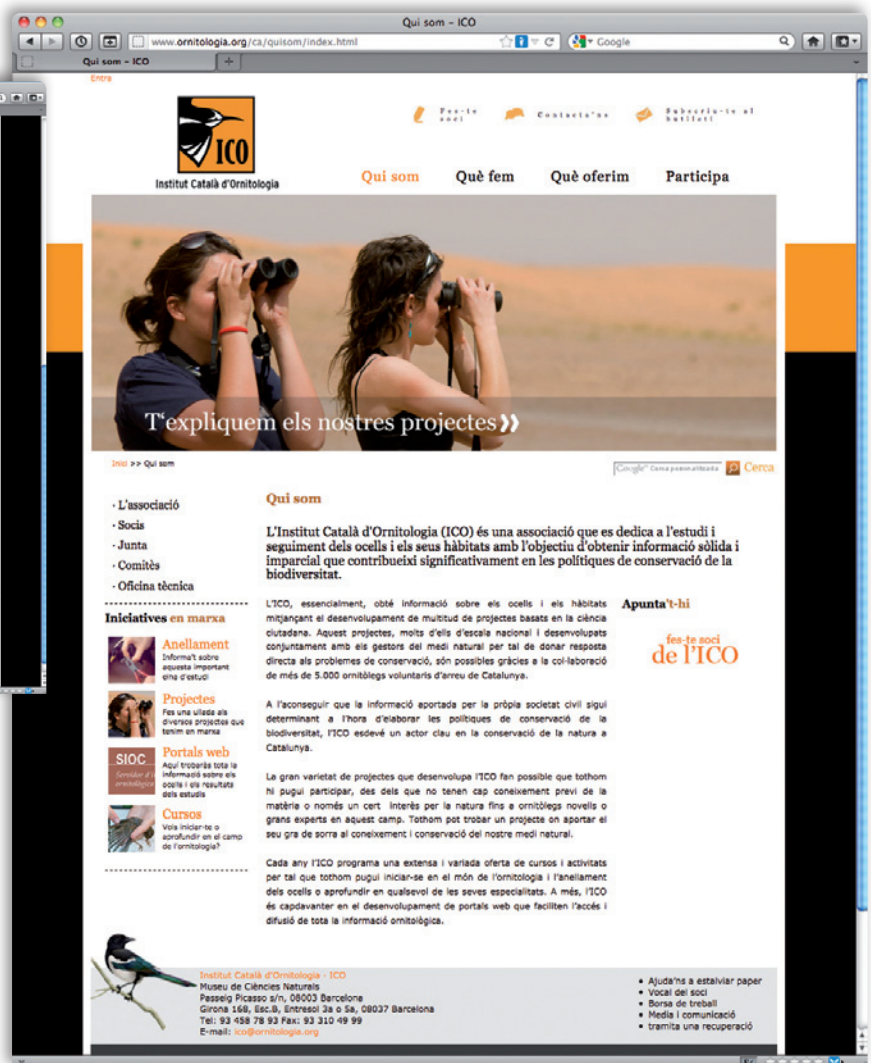 Qui som – ICO
www.ornitologia.org/ca/quisom/index.html
Google
Qui som – ICO
Entra
ICO
Institut Català d'Ornitologia
Fes-te soci
Contacta'ns
Subscriu-te al butlletí
Qui som
Què fem
Què oferim
Participa
T'expliquem els nostres projectes
Inici >> Qui som
Google™ Cerca personalitzada
Cerca
· L'associació
· Socis
· Junta
· Comitès
· Oficina tècnica
Iniciatives en marxa
Anellament
Informa't sobre
aquesta important
eina d'estudi
Projectes
Fes una ullada als
diversos projectes que
tenim en marxa
SIOC
Servidor d'i
ornitològica
Portals web
Aquí trobaràs tota la
informació sobre els
ocells i els resultats
dels estudis
Cursos
Vols iniciar-te o
aprofundir en el camp
de l'ornitologia?
Qui som
L'Institut Català d'Ornitologia (ICO) és una associació que es dedica a l'estudi i
seguiment dels ocells i els seus hàbitats amb l'objectiu d'obtenir informació sòlida i
imparcial que contribueixi significativament en les polítiques de conservació de la
biodiversitat.
L'ICO, essencialment, obté informació sobre els ocells i els hàbitats
mitjançant el desenvolupament de multitud de projectes basats en la ciència
ciutadana. Aquest projectes, molts d'ells d'escala nacional i desenvolupats
conjuntament amb els gestors del medi natural per tal de donar resposta
directa als problemes de conservació, són possibles gràcies a la col·laboració
de més de 5.000 ornitòlegs voluntaris d'arreu de Catalunya.
A l'aconseguir que la informació aportada per la pròpia societat civil sigui
determinant a l'hora d'elaborar les polítiques de conservació de la
biodiversitat, l'ICO esdevé un actor clau en la conservació de la natura a
Catalunya.
La gran varietat de projectes que desenvolupa l'ICO fan possible que tothom
hi pugui participar, des dels que no tenen cap coneixement previ de la
matèria o només un cert interès per la natura fins a ornitòlegs novells o
grans experts en aquest camp. Tothom pot trobar un projecte on aportar el
seu gra de sorra al coneixement i conservació del nostre medi natural.
Cada any l'ICO programa una extensa i variada oferta de cursos i activitats
per tal que tothom pugui iniciar-se en el món de l'ornitologia i l'anellament
dels ocells o aprofundir en qualsevol de les seves especialitats. A més, l'ICO
és capdavanter en el desenvolupament de portals web que faciliten l'accés i
difusió de tota la informació ornitològica.
Apunta't-hi
fes-te soci
de l'ICO
Institut Català d'Ornitologia - ICO
Museu de Ciències Naturals
Passeig Picasso s/n, 08003 Barcelona
Girona 168, Esc.B, Entresol 3a o 5a, 08037 Barcelona
Tel: 93 458 78 93 Fax: 93 310 49 99
E-mail: ico@ornitologia.org
• Ajuda'ns a estalviar paper
• Vocal del soci
• Borsa de treball
• Media i comunicació
• tramita una recuperació